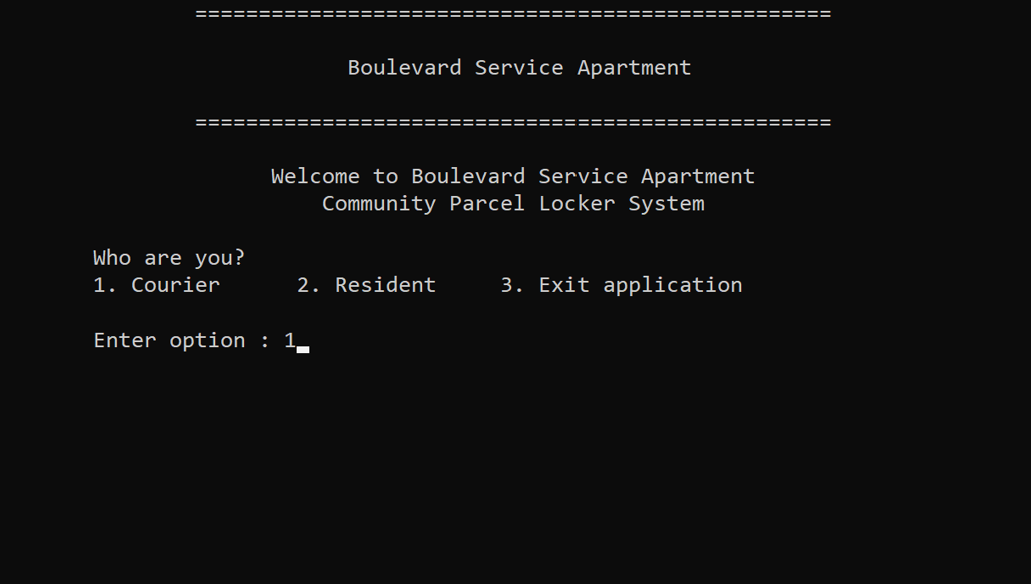 ==================================================
Boulevard Service Apartment
==================================================
Welcome to Boulevard Service Apartment
Community Parcel Locker System
Who are you?
1. Courier 2. Resident 3. Exit application
Enter option : 1